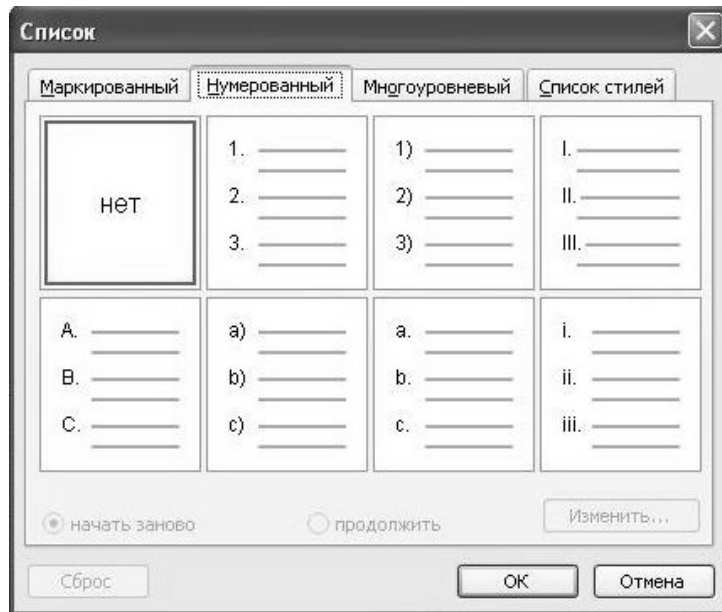 Список
Маркированный Нумерованный Многоуровневый Список стилей
нет
1.
2.
3.
1)
2)
3)
I.
II.
III.
A.
B.
C.
a)
b)
c)
a.
b.
c.
i.
ii.
iii.
начать заново продолжить Изменить...
Сброс ОК Отмена